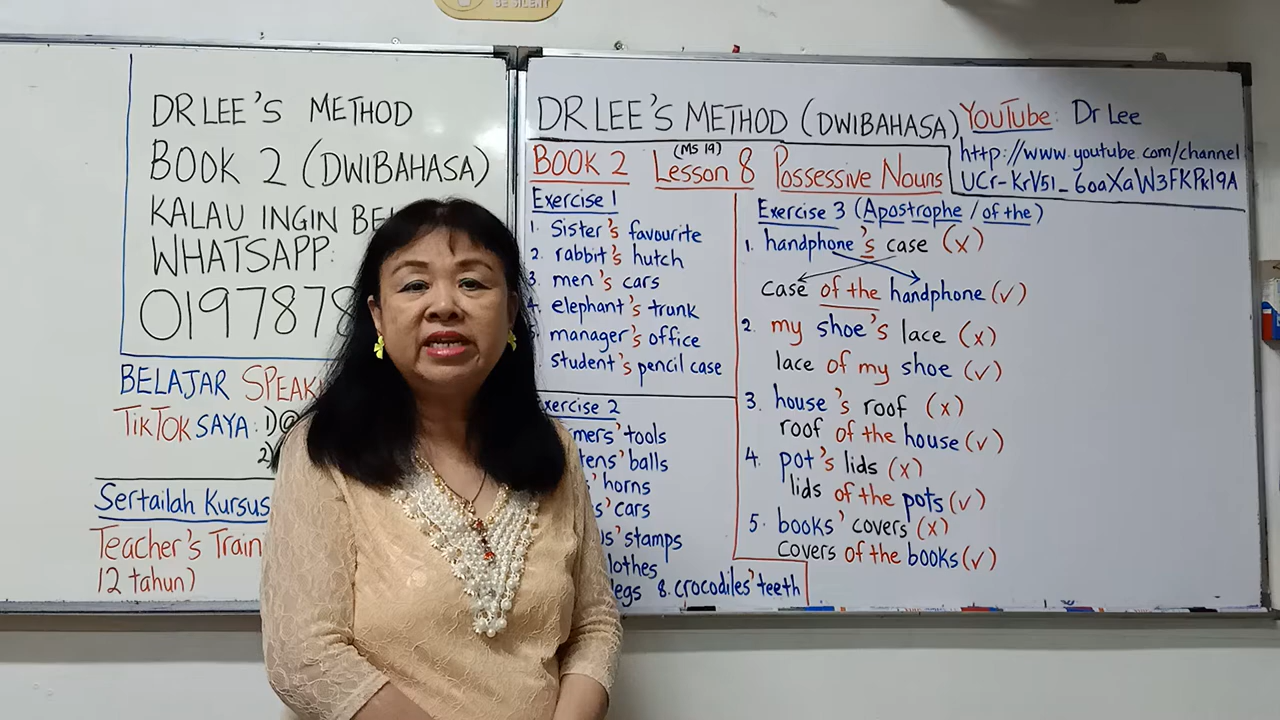 BE SILENT
DR LEE'S METHOD
BOOK 2 (DWIBAHASA)
KALAU INGIN
WHATSAPP:
BELAJAR
TIKTOK SAYA: 1)@
2)
Sertailah Kursus
Teacher's
12 tahun)
DR LEE'S METHOD (DWIBAHASA)
YouTube: Dr Lee
http://www.youtube.com/channel
UCr-KrV51_6oaXaW3FKPkl9A
(MS 19)
BOOK 2 Lesson 8 Possessive Nouns
Exercise 1
1. Sister's favourite
2. rabbit's hutch
3. men's cars
4. elephant's trunk
manager's office
student's pencil case
Exercise 2
tools
balls
horns
cars
stamps
8. crocodiles' teeth
Exercise 3 (Apostrophe / of the)
1. handphone's case (x)
case of the handphone (✓)
2. my shoe's lace (x)
lace of my shoe (✓)
3. house's roof (x)
roof of the house (✓)
4. pot's lids (x)
lids of the pots (✓)
5. books' covers (x)
covers of the books (✓)